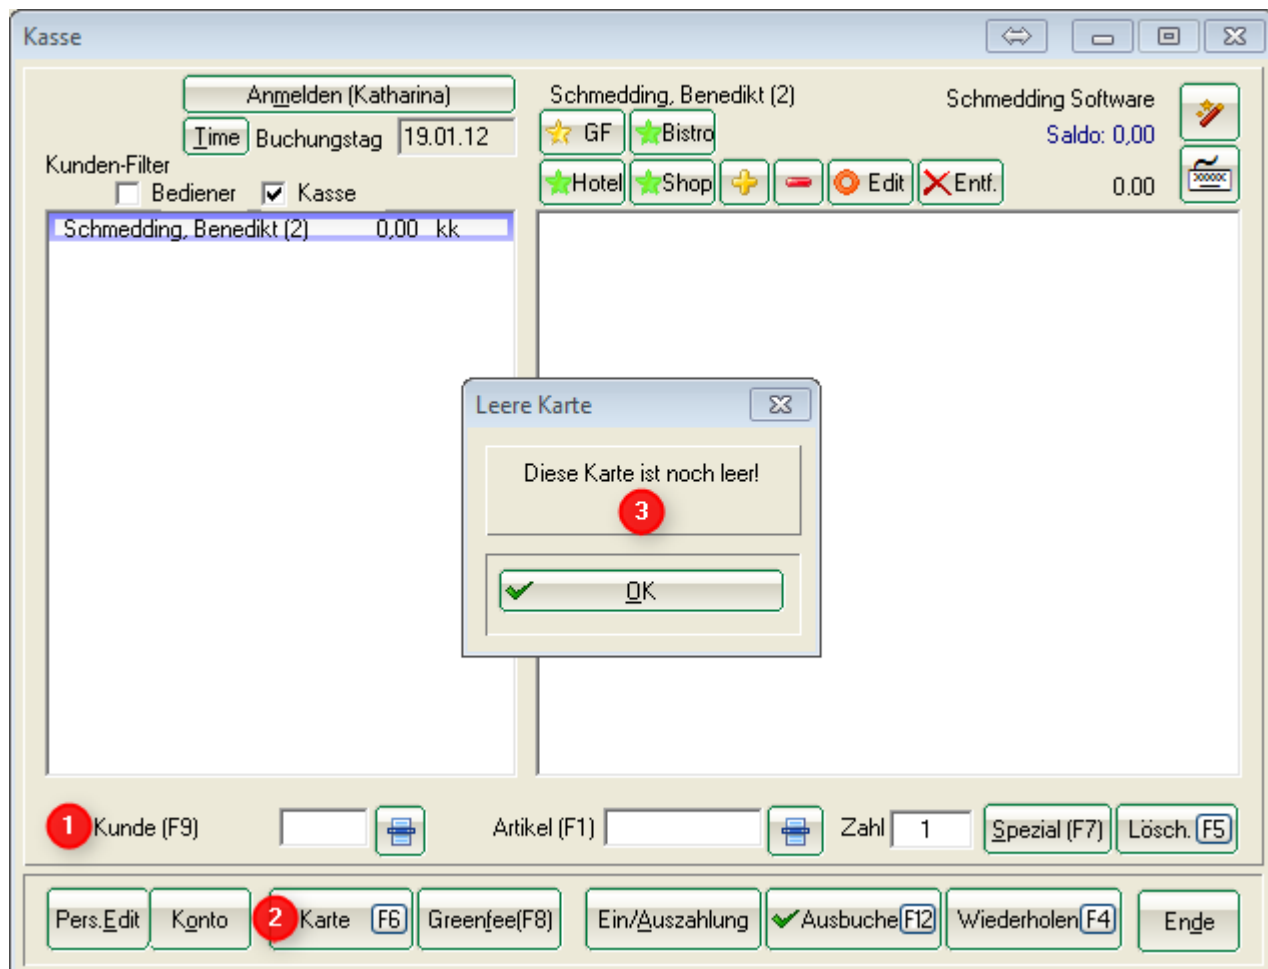 Kasse
Anmelden (Katharina)
Time Buchungstag 19.01.12
Kunden-Filter
Bediener Kasse
Schmedding, Benedikt (2) 0,00 kk
Schmedding, Benedikt (2) Schmedding Software
GF Bistro Saldo: 0,00
Hotel Shop Edit Entf. 0.00
Leere Karte
Diese Karte ist noch leer!
3
OK
1 Kunde (F9) Artikel (F1) Zahl 1 Spezial (F7) Lösch. F5
Pers.Edit Konto 2 Karte F6 Greenfee(F8) Ein/Auszahlung Ausbuche F12 Wiederholen F4 Ende